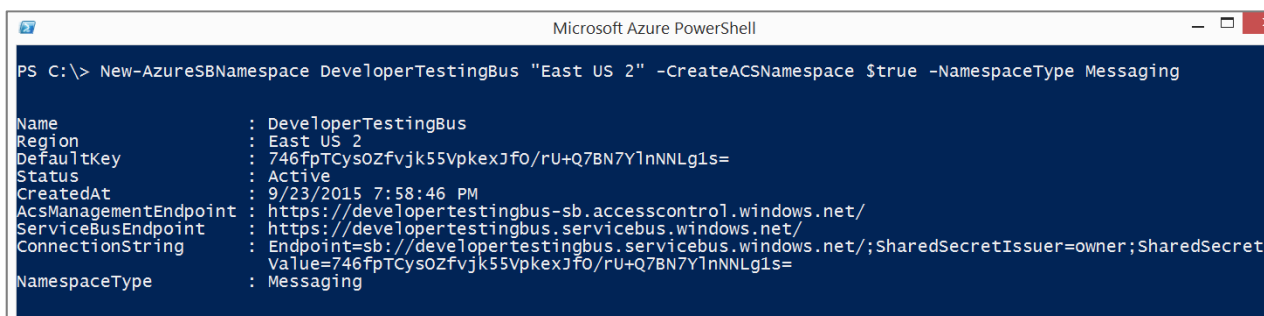 Microsoft Azure PowerShell
PS C:\> New-AzureSBNamespace DeveloperTestingBus "East US 2" -CreateACSNamespace $true -NamespaceType Messaging
Name : DeveloperTestingBus
Region : East US 2
DefaultKey : 746fpTCysOZfvjk55VpkexJfO/rU+Q7BN7YlnNNLg1s=
Status : Active
CreatedAt : 9/23/2015 7:58:46 PM
AcsManagementEndpoint : https://developertestingbus-sb.accesscontrol.windows.net/
ServiceBusEndpoint : https://developertestingbus.servicebus.windows.net/
ConnectionString : Endpoint=sb://developertestingbus.servicebus.windows.net/;SharedSecretIssuer=owner;SharedSecret
Value=746fpTCysOZfvjk55VpkexJfO/rU+Q7BN7YlnNNLg1s=
NamespaceType : Messaging